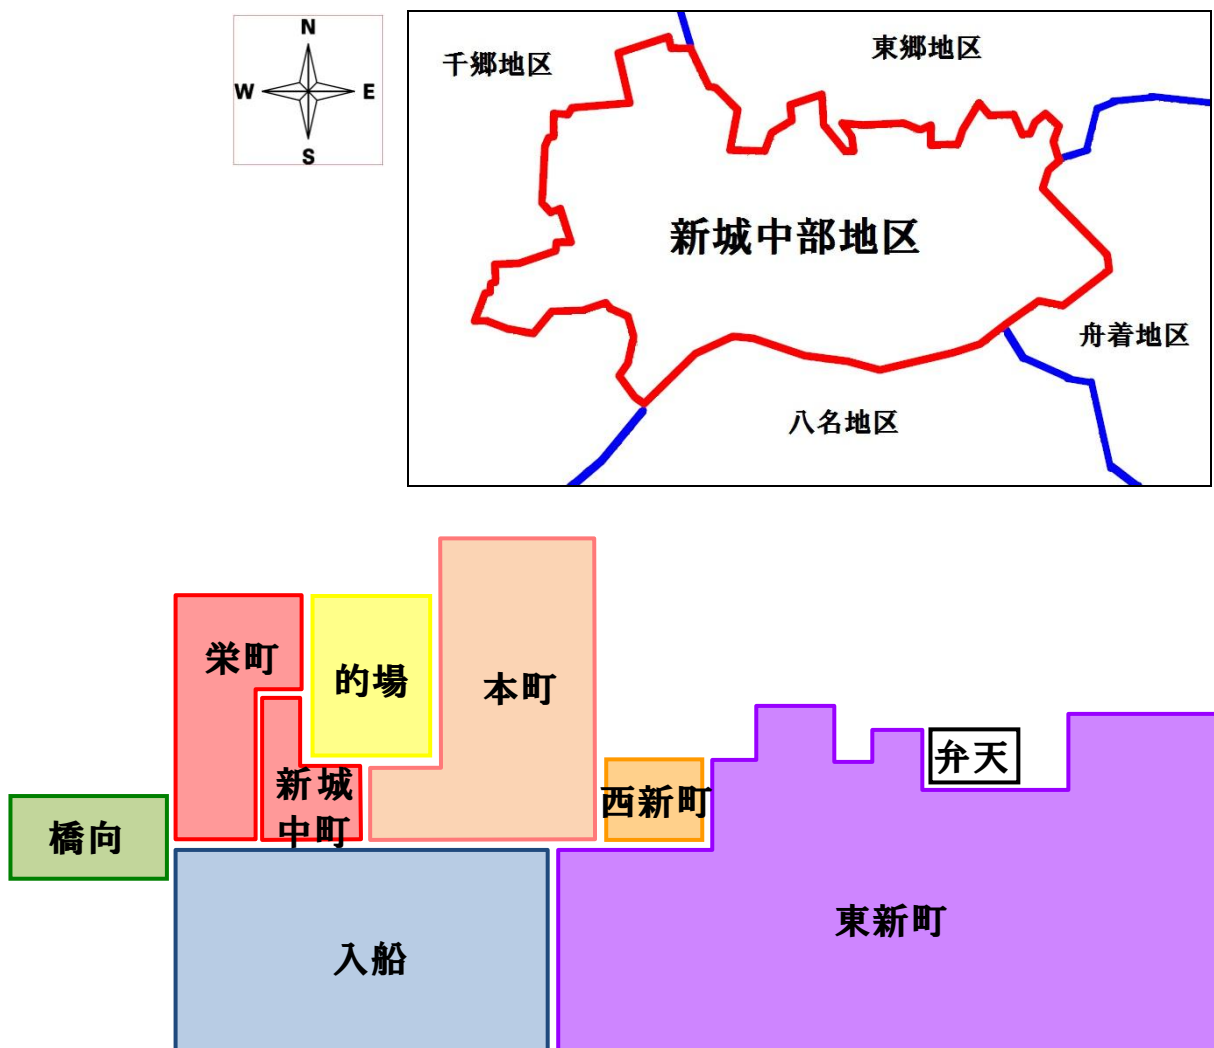 N
W E
S
千郷地区
東郷地区
新城中部地区
舟着地区
八名地区
栄町
的場
本町
新城
中町
西新町
弁天
橋向
東新町
入船